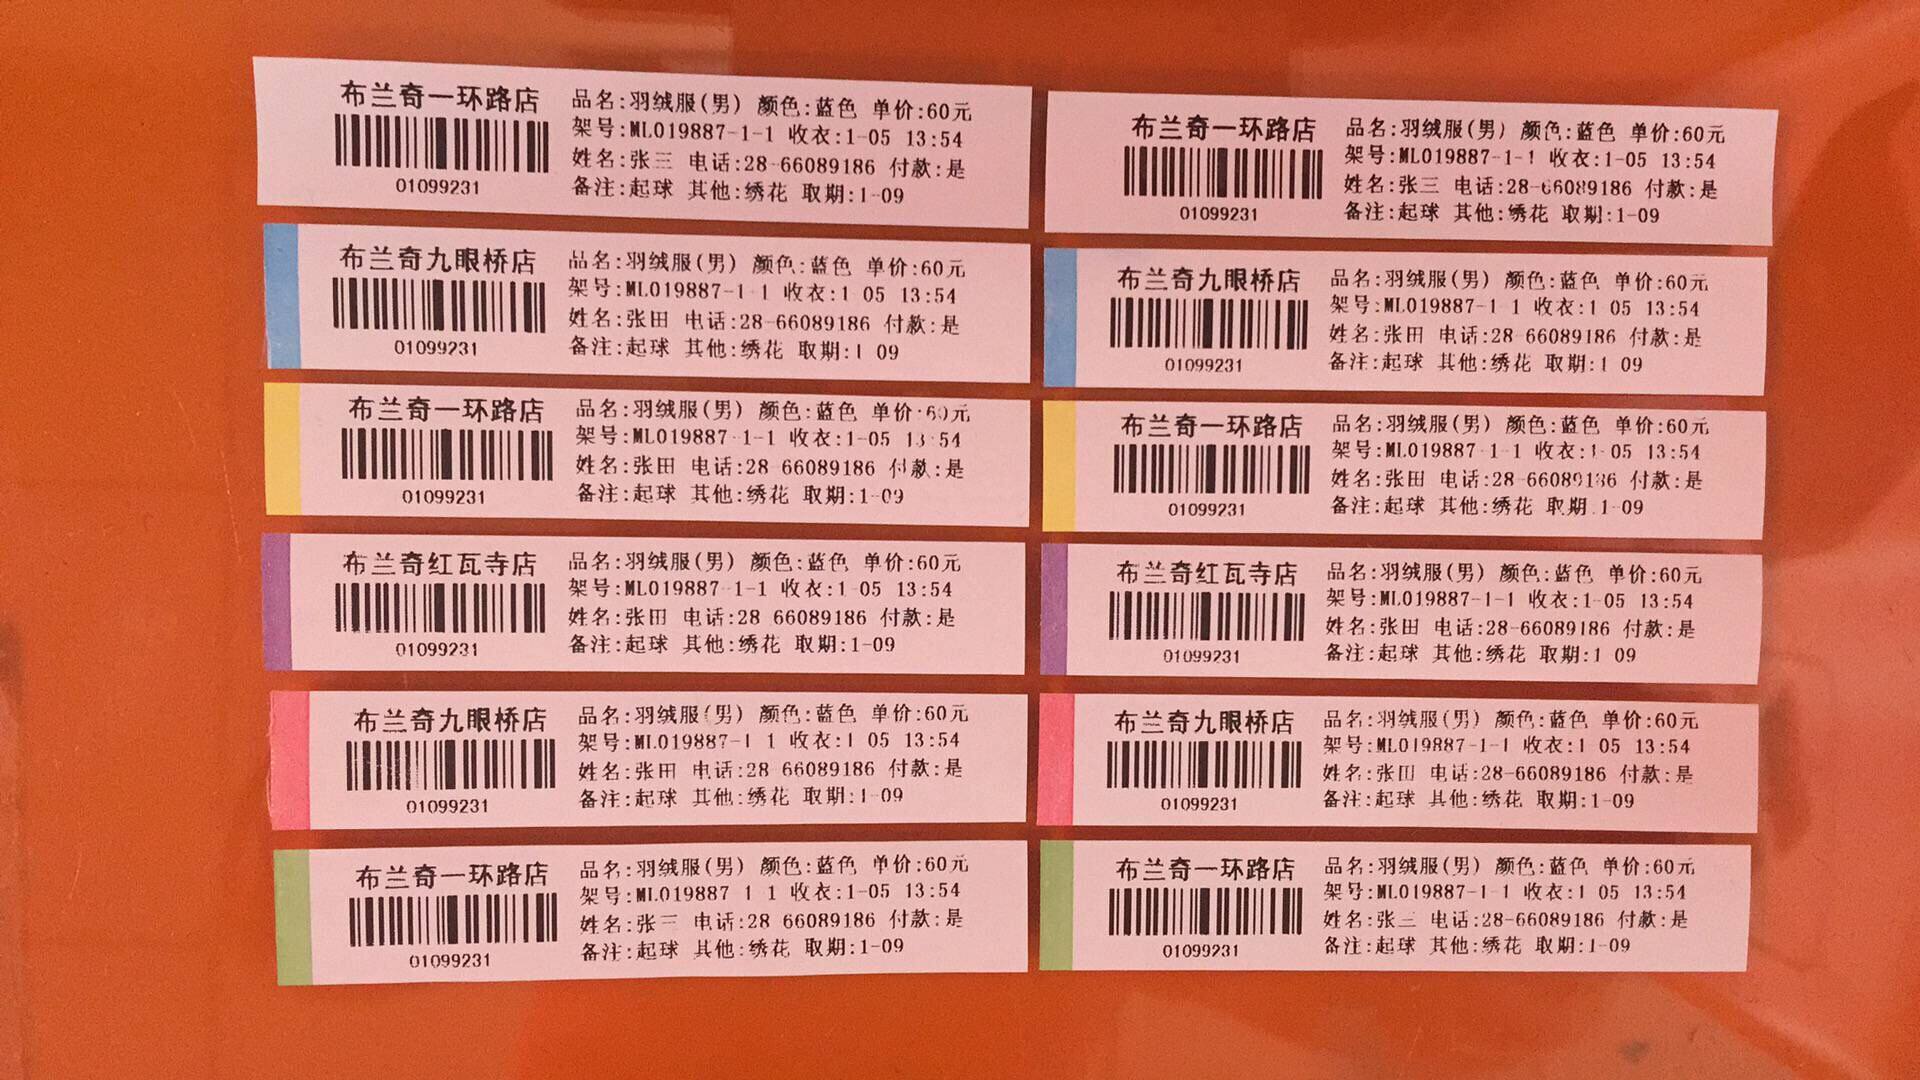 布兰奇一环路店
01099231
品名:羽绒服(男) 颜色:蓝色 单价:60元
架号:ML019887-1-1 收衣:1-05 13:54
姓名:张三 电话:28-66089186 付款:是
备注:起球 其他:绣花 取期:1-09
布兰奇一环路店
01099231
品名:羽绒服(男) 颜色:蓝色 单价:60元
架号:ML019887-1-1 收衣:1-05 13:54
姓名:张三 电话:28-66089186 付款:是
备注:起球 其他:绣花 取期:1-09
布兰奇九眼桥店
01099231
品名:羽绒服(男) 颜色:蓝色 单价:60元
架号:ML019887-1 1 收衣:1 05 13:54
姓名:张田 电话:28-66089186 付款:是
备注:起球 其他:绣花 取期:1 09
布兰奇九眼桥店
01099231
品名:羽绒服(男) 颜色:蓝色 单价:60元
架号:ML019887-1 1 收衣:1 05 13:54
姓名:张田 电话:28-66089186 付款:是
备注:起球 其他:绣花 取期:1 09
布兰奇一环路店
01099231
品名:羽绒服(男) 颜色:蓝色 单价:60元
架号:ML019887-1-1 收衣:1-05 13:54
姓名:张田 电话:28 66089186 付款:是
备注:起球 其他:绣花 取期:1-09
布兰奇一环路店
01099231
品名:羽绒服(男) 颜色:蓝色 单价:60元
架号:ML019887-1-1 收衣:1-05 13:54
姓名:张田 电话:28-66089186 付款:是
备注:起球 其他:绣花 取期:1-09
布兰奇红瓦寺店
01099231
品名:羽绒服(男) 颜色:蓝色 单价:60元
架号:ML019887-1-1 收衣:1-05 13:54
姓名:张田 电话:28 66089186 付款:是
备注:起球 其他:绣花 取期:1-09
布兰奇红瓦寺店
01099231
品名:羽绒服(男) 颜色:蓝色 单价:60元
架号:ML019887-1-1 收衣:1-05 13:54
姓名:张田 电话:28-66089186 付款:是
备注:起球 其他:绣花 取期:1 09
布兰奇九眼桥店
01099231
品名:羽绒服(男) 颜色:蓝色 单价:60元
架号:ML019887-1 1 收衣:1 05 13:54
姓名:张田 电话:28-66089186 付款:是
备注:起球 其他:绣花 取期:1-09
布兰奇九眼桥店
01099231
品名:羽绒服(男) 颜色:蓝色 单价:60元
架号:ML019887-1-1 收衣:1 05 13:54
姓名:张田 电话:28-66089186 付款:是
备注:起球 其他:绣花 取期:1-09
布兰奇一环路店
01099231
品名:羽绒服(男) 颜色:蓝色 单价:60元
架号:ML019887 1 1 收衣:1-05 13:54
姓名:张三 电话:28 66089186 付款:是
备注:起球 其他:绣花 取期:1-09
布兰奇一环路店
01099231
品名:羽绒服(男) 颜色:蓝色 单价:60元
架号:ML019887-1-1 收衣:1 05 13:54
姓名:张三 电话:28-66089186 付款:是
备注:起球 其他:绣花 取期:1-09